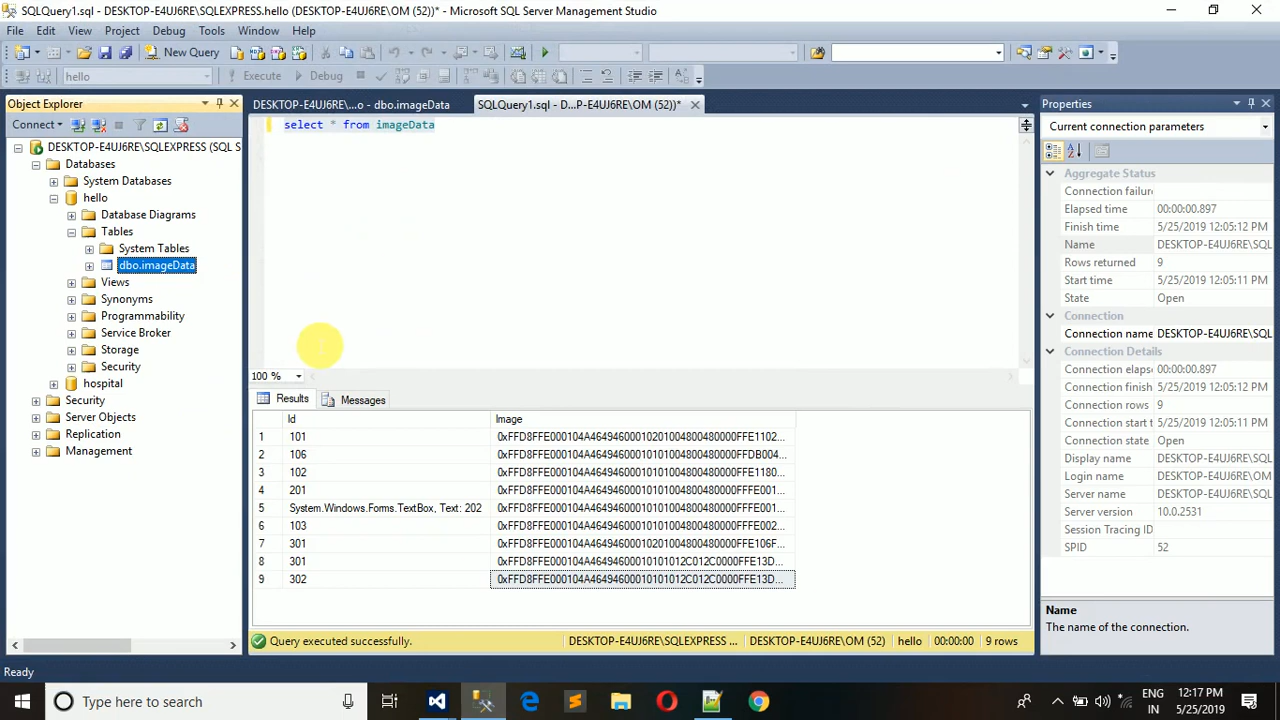 SQLQuery1.sql - DESKTOP-E4UJ6RE\SQLEXPRESS.hello (DESKTOP-E4UJ6RE\OM (52))* - Microsoft SQL Server Management Studio
File Edit View Project Debug Tools Window Help
New Query
hello Execute Debug
Object Explorer
Connect
DESKTOP-E4UJ6RE\SQLEXPRESS (SQL S
Databases
System Databases
hello
Database Diagrams
Tables
System Tables
dbo.imageData
Views
Synonyms
Programmability
Service Broker
Storage
Security
hospital
Security
Server Objects
Replication
Management
DESKTOP-E4UJ6RE\...o - dbo.imageData
SQLQuery1.sql - D...P-E4UJ6RE\OM (52))*
select * from imageData
100 %
Results Messages
Id Image
1 101 0xFFD8FFE000104A46494600010201004800480000FFE1102...
2 106 0xFFD8FFE000104A46494600010101004800480000FFDB004...
3 102 0xFFD8FFE000104A46494600010101004800480000FFE1180...
4 201 0xFFD8FFE000104A46494600010101004800480000FFFE001...
5 System.Windows.Forms.TextBox, Text: 202 0xFFD8FFE000104A46494600010101004800480000FFFE001...
6 103 0xFFD8FFE000104A46494600010101004800480000FFFE002...
7 301 0xFFD8FFE000104A46494600010201004800480000FFE106F...
8 301 0xFFD8FFE000104A46494600010101012C012C0000FFE13D...
9 302 0xFFD8FFE000104A46494600010101012C012C0000FFE13D...
Query executed successfully. DESKTOP-E4UJ6RE\SQLEXPRESS ... DESKTOP-E4UJ6RE\OM (52) hello 00:00:00 9 rows
Properties
Current connection parameters
Aggregate Status
Connection failure
Elapsed time 00:00:00.897
Finish time 5/25/2019 12:05:12 PM
Name DESKTOP-E4UJ6RE\SQL
Rows returned 9
Start time 5/25/2019 12:05:11 PM
State Open
Connection
Connection name DESKTOP-E4UJ6RE\SQL
Connection Details
Connection elaps 00:00:00.897
Connection finish 5/25/2019 12:05:12 PM
Connection rows 9
Connection start t 5/25/2019 12:05:11 PM
Connection state Open
Display name DESKTOP-E4UJ6RE\SQL
Login name DESKTOP-E4UJ6RE\OM
Server name DESKTOP-E4UJ6RE\SQL
Server version 10.0.2531
Session Tracing ID
SPID 52
Name
The name of the connection.
Ready
Type here to search
ENG
IN
12:17 PM
5/25/2019